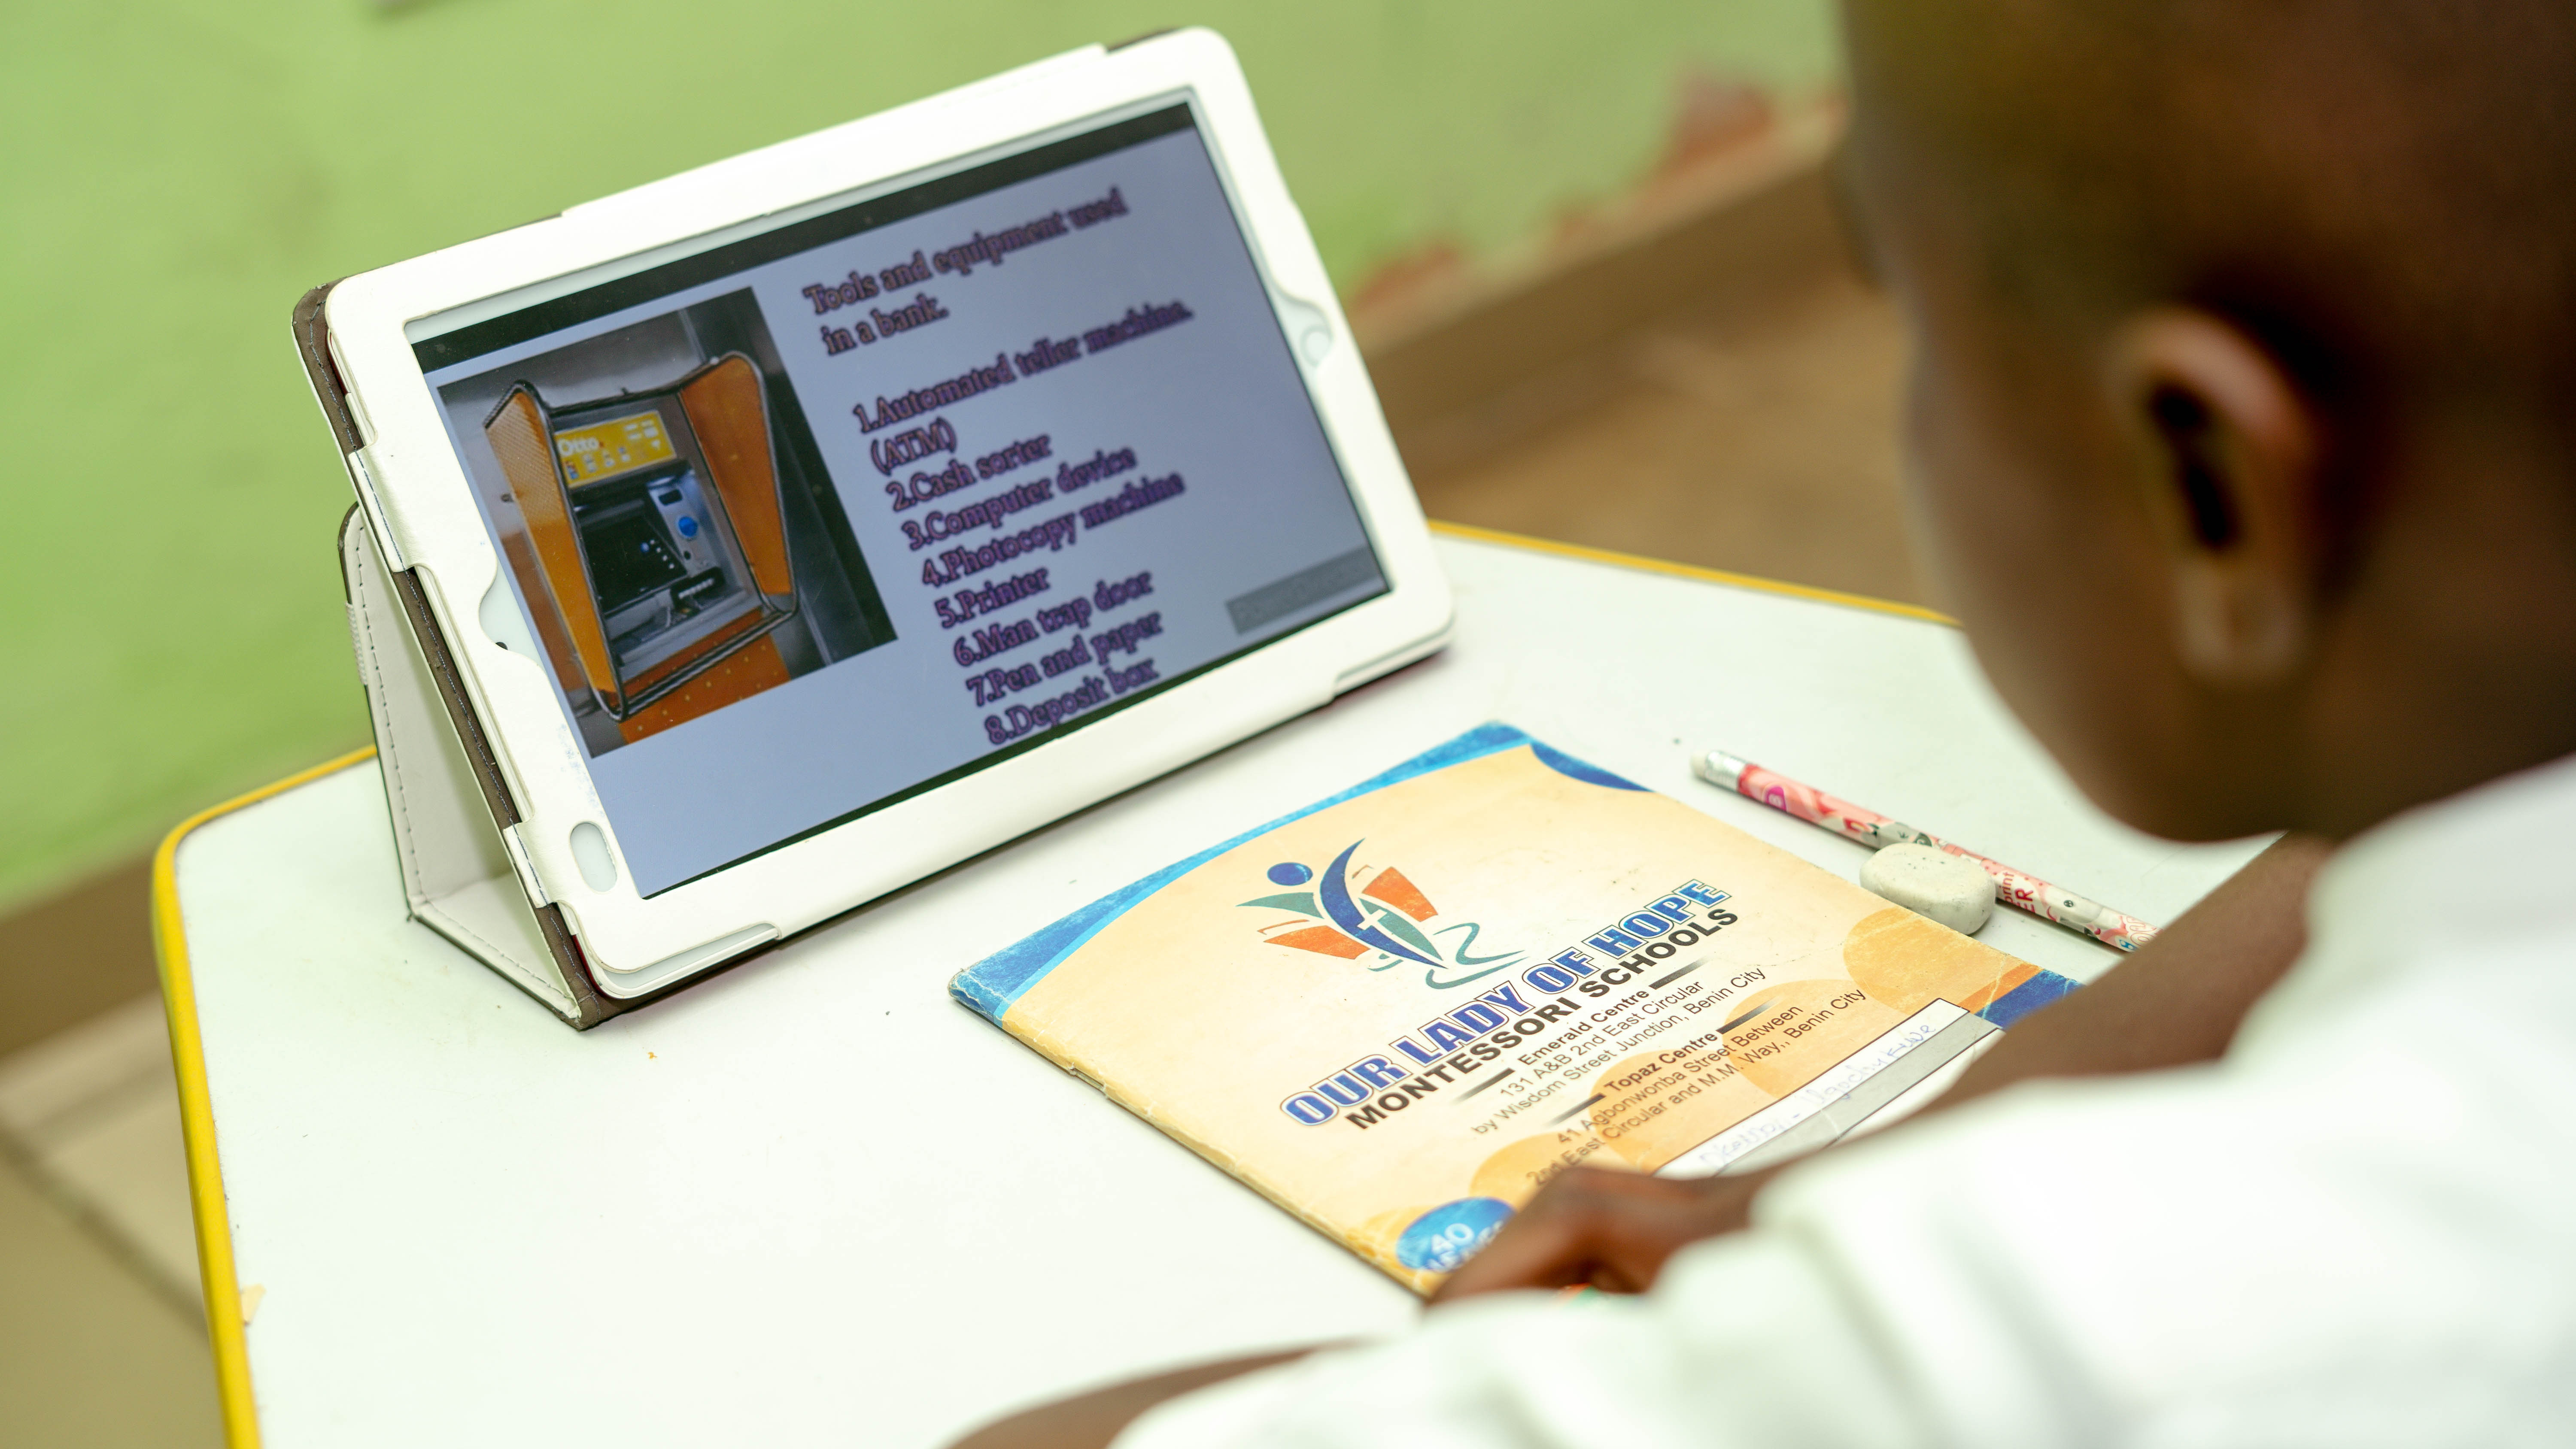 Tools and equipment used
in a bank.
1.Automated teller machine.
(ATM)
2.Cash sorter
3.Computer device
4.Photocopy machine
5.Printer
6.Man trap door
7.Pen and paper
8.Deposit box
Otto.
OUR LADY OF HOPE
MONTESSORI SCHOOLS
Emerald Centre
131 A&B 2nd East Circular
by Wisdom Street Junction, Benin City
Topaz Centre
41 Agbonwonba Street Between
2nd East Circular and M.M. Way,, Benin City
40